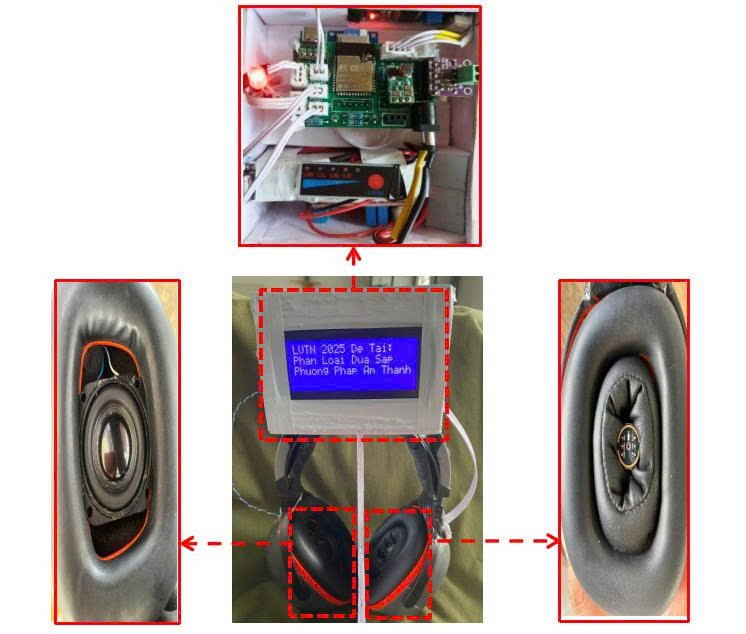 LVTN 2025 De Tai:
Phan Loai Dua Sap
Phuong Phap Am Thanh